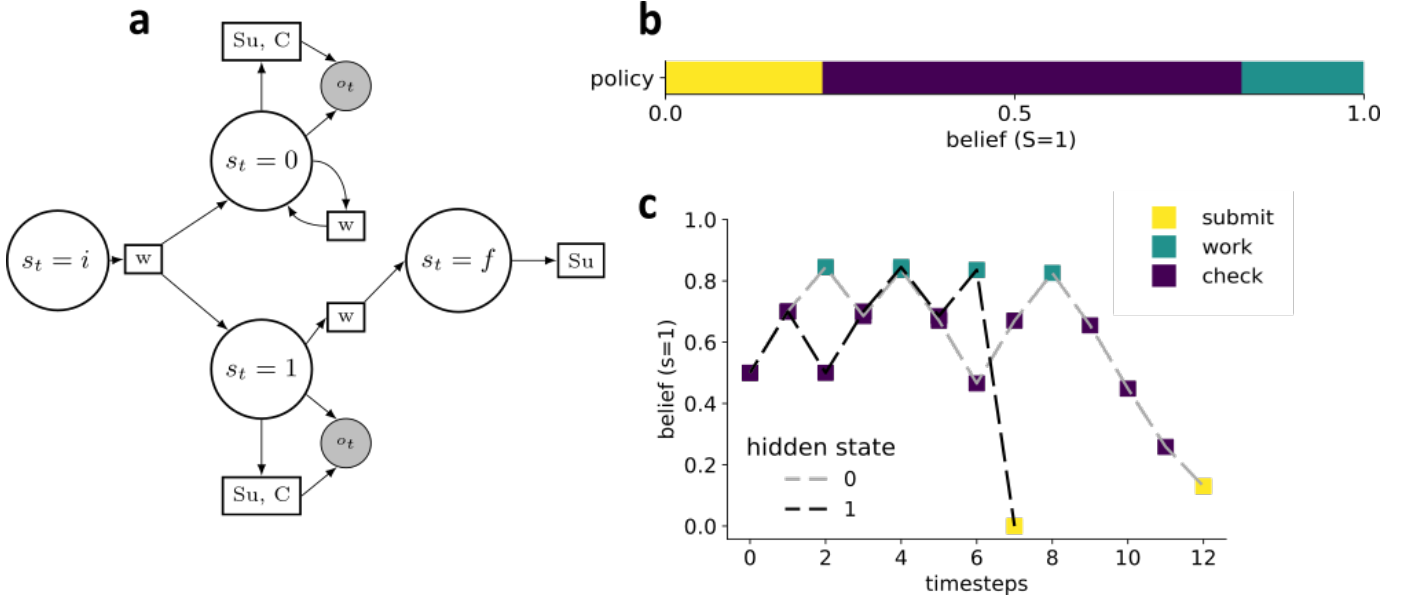 a
Su, C
o_t
s_t = 0
w
s_t = i
w
s_t = f
Su
w
s_t = 1
o_t
Su, C
b
policy
0.0
0.5
1.0
belief (S=1)
c
submit
work
check
1.0
0.8
0.6
0.4
0.2
0.0
belief (s=1)
hidden state
0
1
0 2 4 6 8 10 12
timesteps